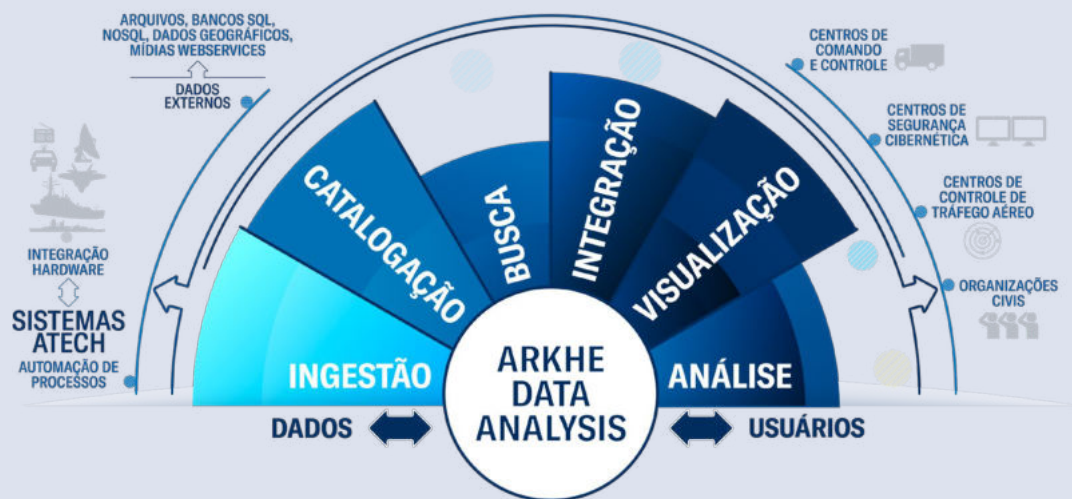 ARQUIVOS, BANCOS SQL,
NOSQL, DADOS GEOGRÁFICOS,
MÍDIAS WEBSERVICES
DADOS
EXTERNOS
INTEGRAÇÃO
HARDWARE
SISTEMAS
ATECH
AUTOMAÇÃO DE
PROCESSOS
INGESTÃO
CATALOGAÇÃO
BUSCA
INTEGRAÇÃO
VISUALIZAÇÃO
ANÁLISE
ARKHE
DATA
ANALYSIS
DADOS
USUÁRIOS
CENTROS DE
COMANDO
E CONTROLE
CENTROS DE
SEGURANÇA
CIBERNÉTICA
CENTROS DE
CONTROLE DE
TRÁFEGO AÉREO
ORGANIZAÇÕES
CIVIS